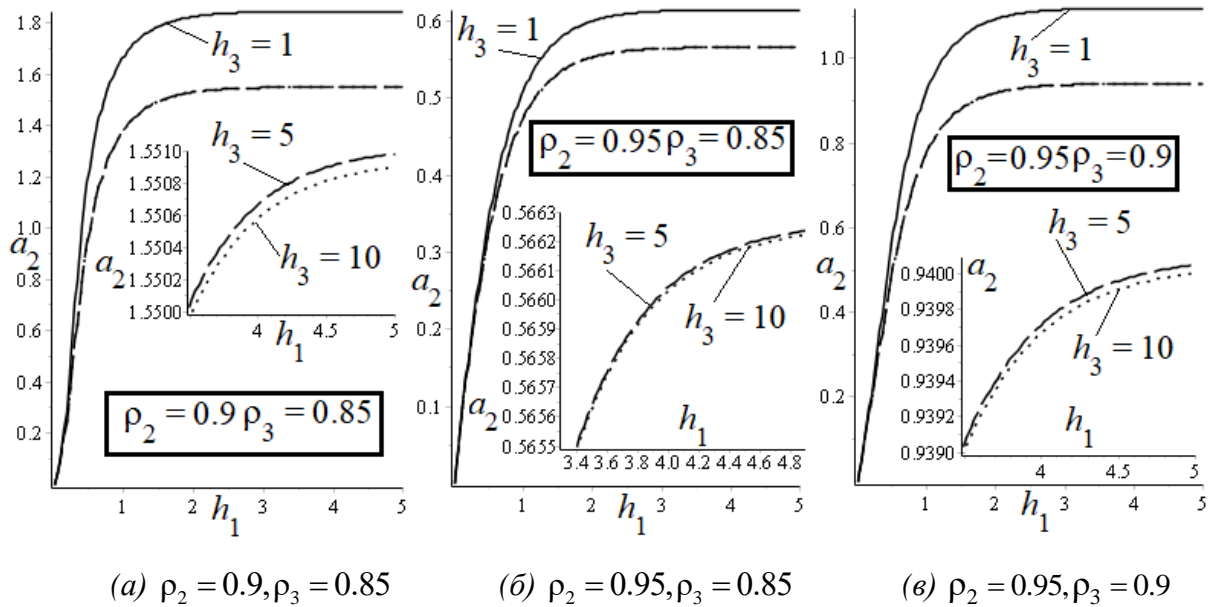 1.8
1.6
1.4
1.2
1.0
0.8
0.6
0.4
0.2
a₂
h₃ = 1
1.5510
1.5508
1.5506
1.5504
1.5502
1.5500
a₂
h₃ = 5
h₃ = 10
4 4.5 5
h₁
ρ₂ = 0.9 ρ₃ = 0.85
1 2 3 4 5
h₁
0.6
0.5
0.4
0.3
0.2
0.1
a₂
h₃ = 1
ρ₂ = 0.95 ρ₃ = 0.85
0.5663
0.5662
0.5661
0.5660
0.5659
0.5658
0.5657
0.5656
0.5655
a₂
h₃ = 5
h₃ = 10
h₁
3.4 3.6 3.8 4.0 4.2 4.4 4.6 4.8
1 2 3 4 5
h₁
1.0
0.8
0.6
0.4
0.2
a₂
h₃ = 1
ρ₂ = 0.95 ρ₃ = 0.9
h₃ = 5
a₂
0.9400
0.9398
0.9396
0.9394
0.9392
0.9390
h₃ = 10
h₁
4 4.5 5
1 2 3 4 5
h₁
(а) ρ₂ = 0.9, ρ₃ = 0.85
(б) ρ₂ = 0.95, ρ₃ = 0.85
(в) ρ₂ = 0.95, ρ₃ = 0.9